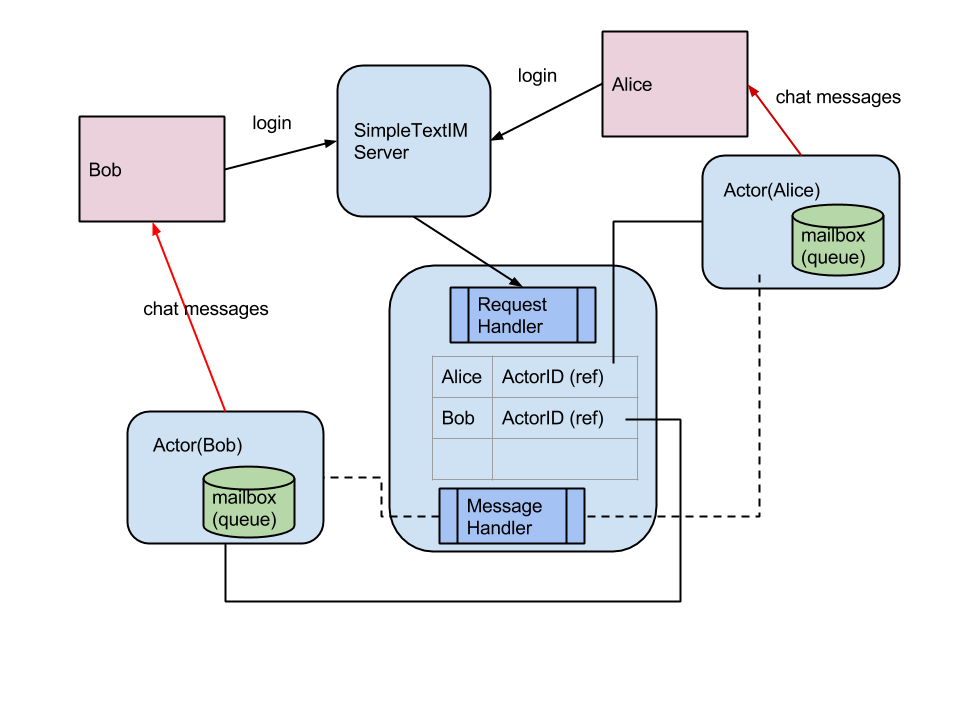 login
Alice
chat messages
SimpleTextIM
Server
login
Bob
Actor(Alice)
mailbox
(queue)
Request
Handler
chat messages
Alice
ActorID (ref)
Bob
ActorID (ref)
Actor(Bob)
mailbox
(queue)
Message
Handler